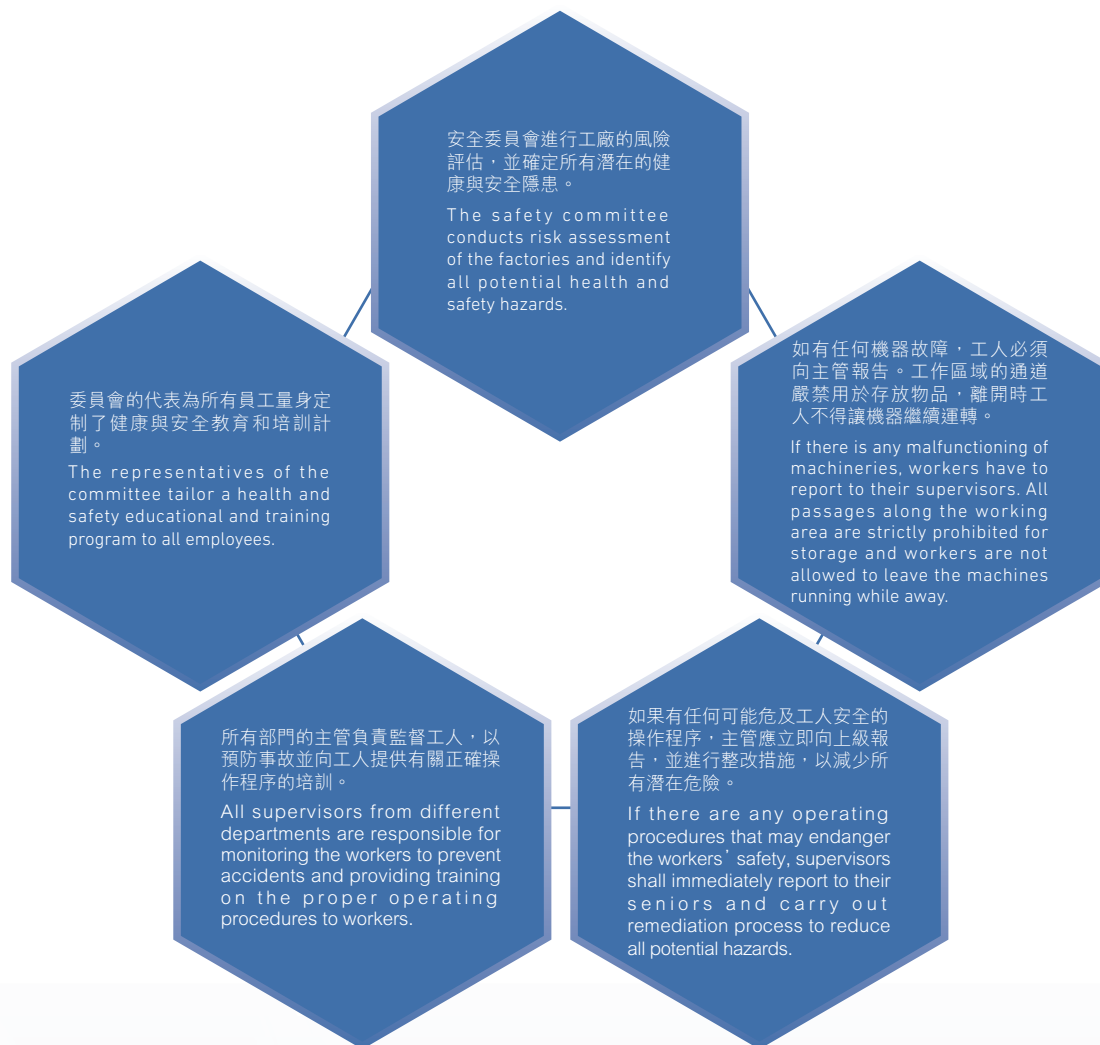 安全委員會進行工廠的風險
評估，並確定所有潛在的健
康與安全隱患。
The safety committee
conducts risk assessment
of the factories and identify
all potential health and
safety hazards.
委員會的代表為所有員工量身定
制了健康與安全教育和培訓計
劃。
The representatives of the
committee tailor a health and
safety educational and training
program to all employees.
如有任何機器故障，工人必須
向主管報告。工作區域的通道
嚴禁用於存放物品，離開時工
人不得讓機器繼續運轉。
If there is any malfunctioning of
machineries, workers have to
report to their supervisors. All
passages along the working
area are strictly prohibited for
storage and workers are not
allowed to leave the machines
running while away.
所有部門的主管負責監督工人，以
預防事故並向工人提供有關正確操
作程序的培訓。
All supervisors from different
departments are responsible for
monitoring the workers to prevent
accidents and providing training
on the proper operating
procedures to workers.
如果有任何可能危及工人安全的
操作程序，主管應立即向上級報
告，並進行整改措施，以減少所
有潛在危險。
If there are any operating
procedures that may endanger
the workers’ safety, supervisors
shall immediately report to their
seniors and carry out
remediation process to reduce
all potential hazards.